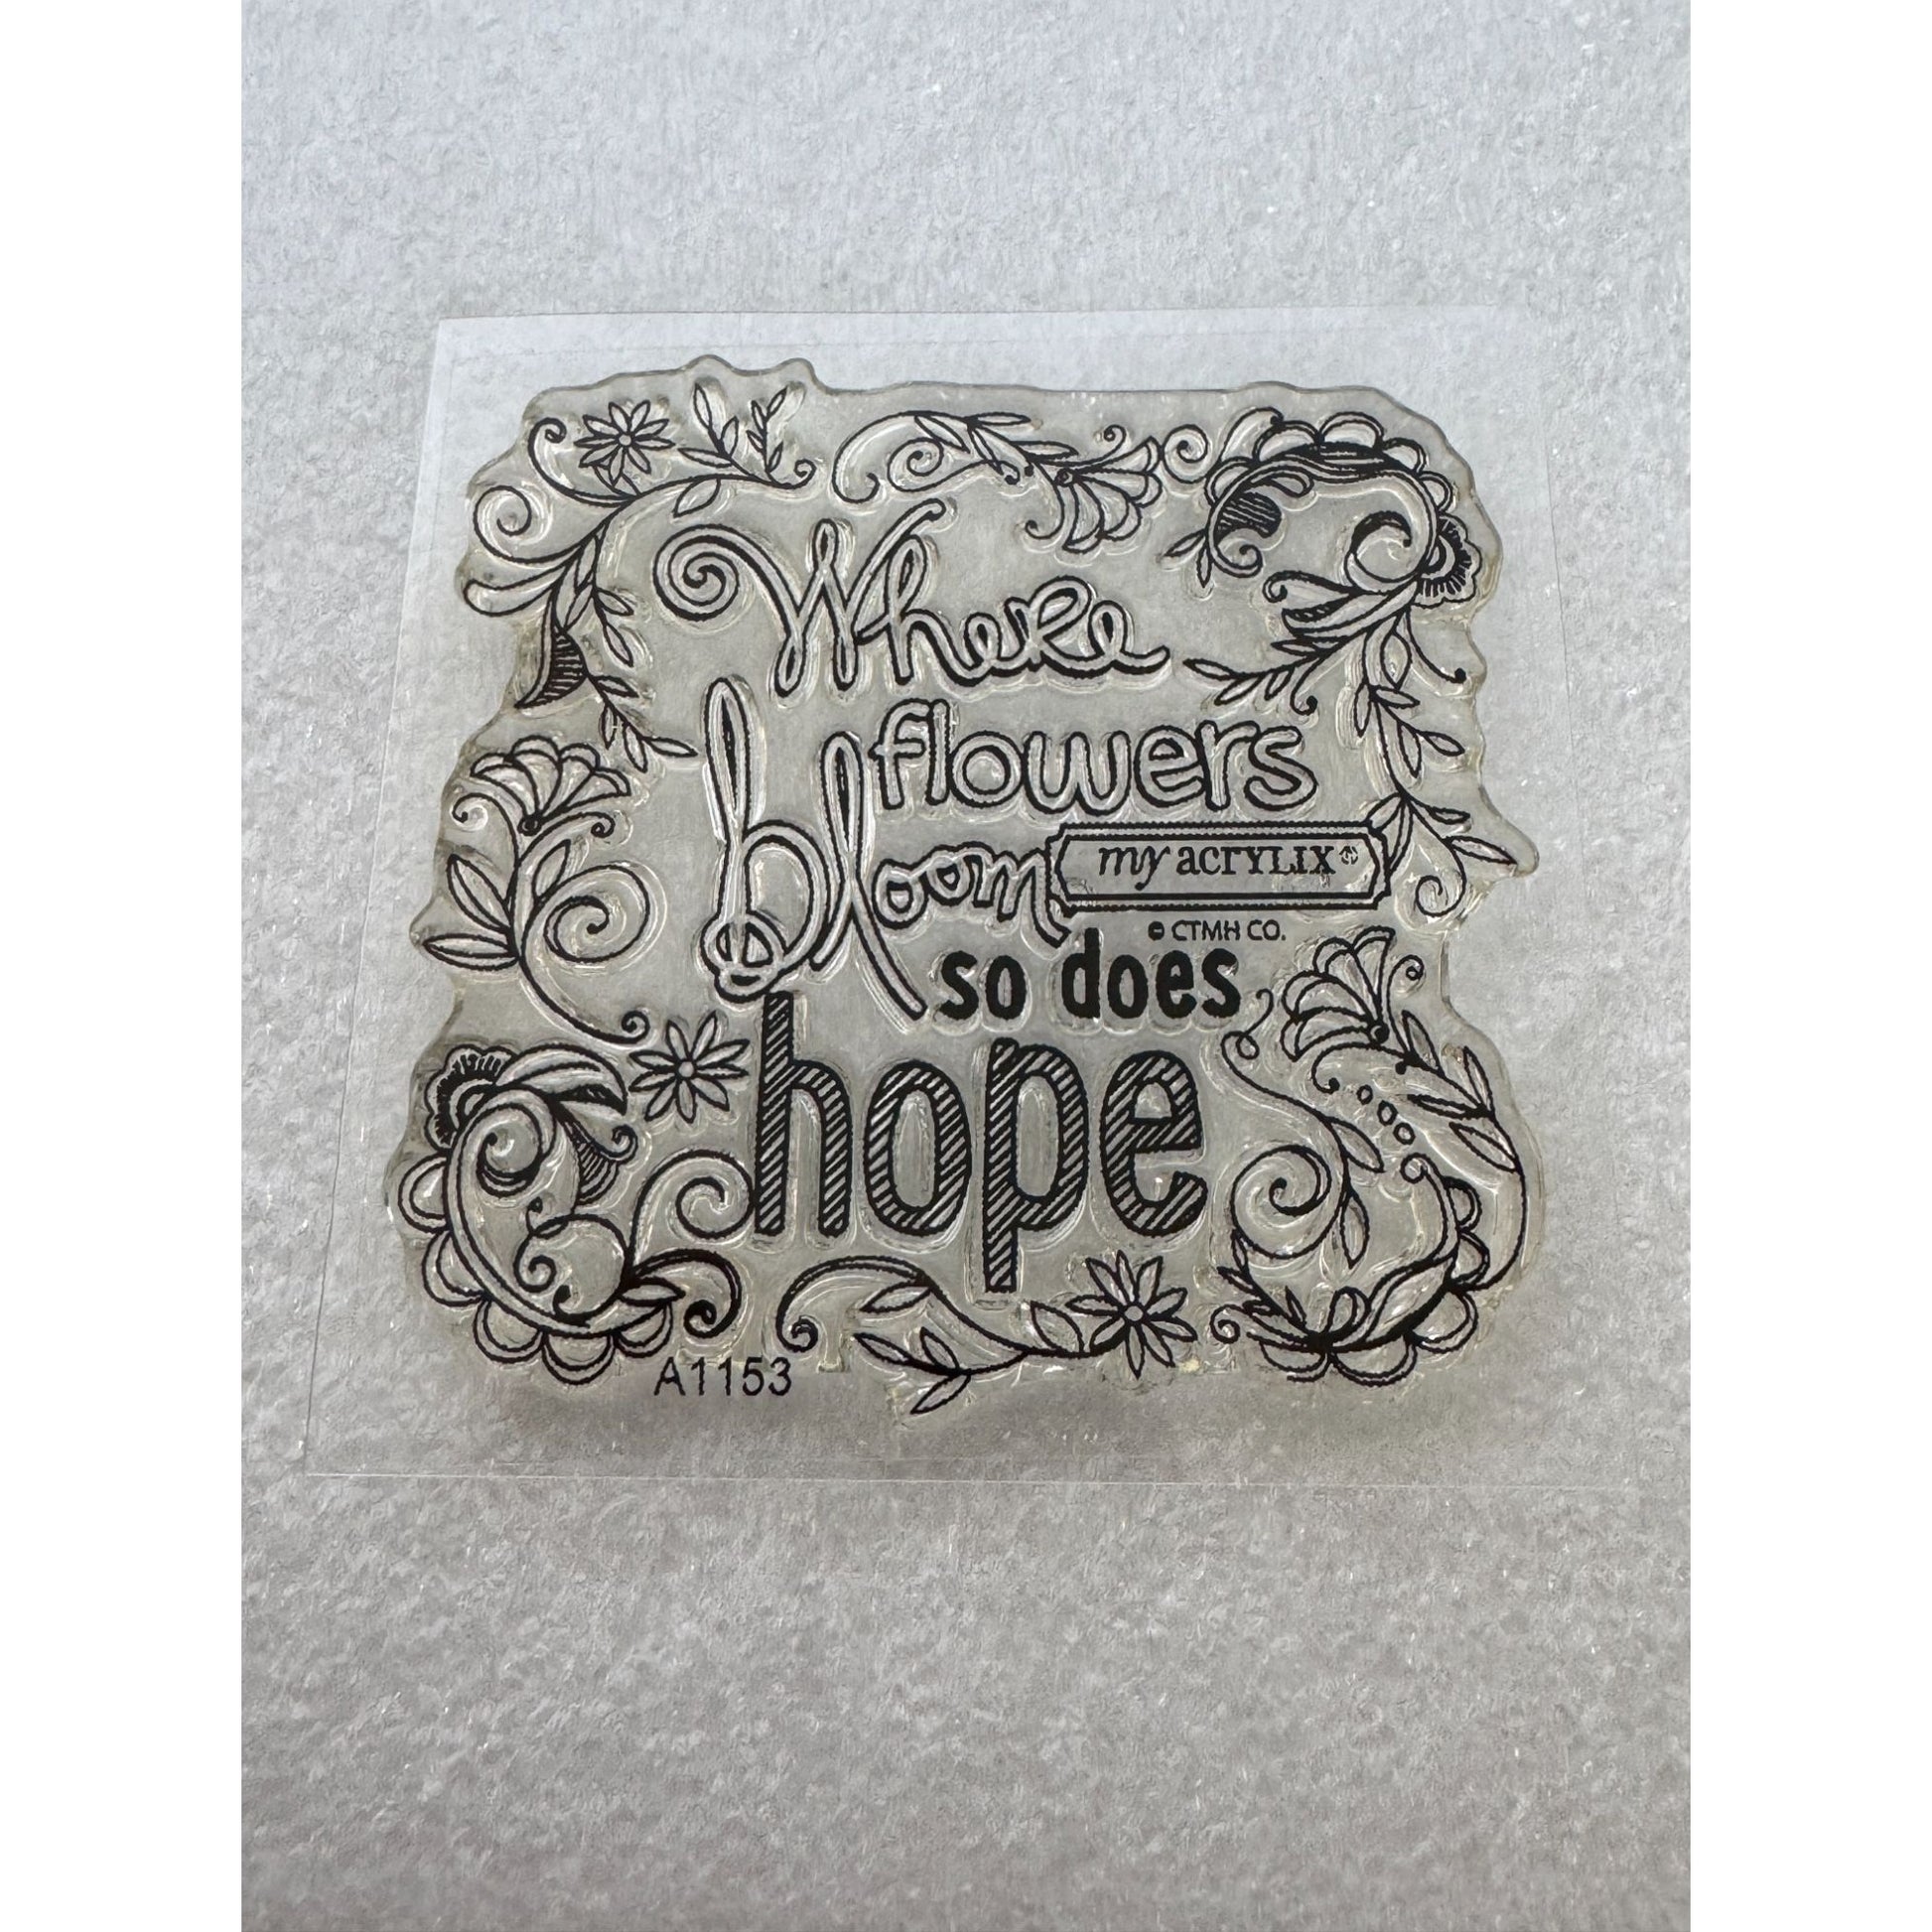 Where
flowers
bloom
my acrylix®
© CTMH CO.
so does
hope
A1153